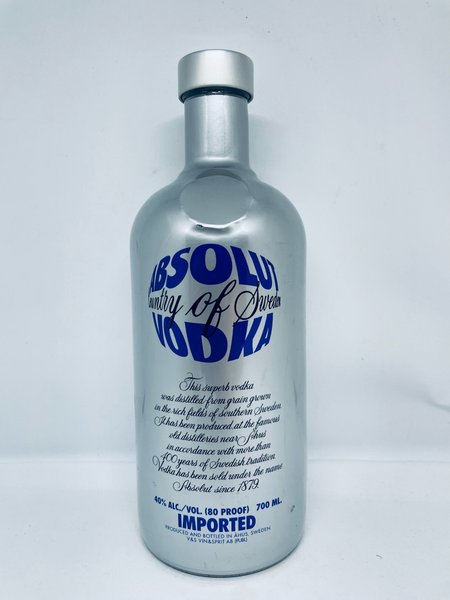 ABSOLUT
Country of Sweden
VODKA
This superb vodka
was distilled from grain grown
in the rich fields of southern Sweden.
It has been produced at the famous
old distilleries near Åhus
in accordance with more than
400 years of Swedish tradition.
Vodka has been sold under the name
Absolut since 1879.
40% ALC./VOL. (80 PROOF) 700 ML.
IMPORTED
PRODUCED AND BOTTLED IN ÅHUS, SWEDEN
V&S VIN&SPRIT AB (PUBL)